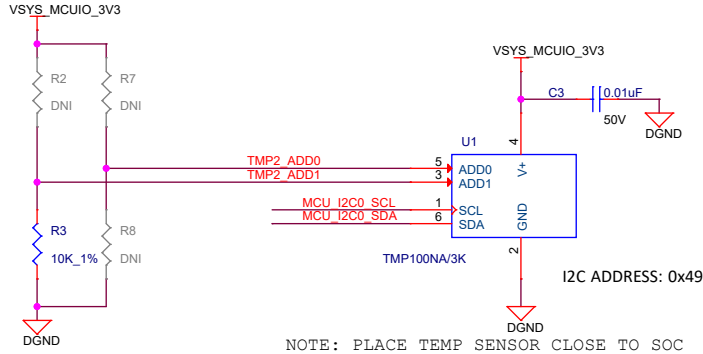 VSYS_MCUIO_3V3
VSYS_MCUIO_3V3
R2
DNI
R7
DNI
C3
0.01uF
50V
DGND
U1
4
TMP2_ADD0
5
ADD0
V+
TMP2_ADD1
3
ADD1
MCU_I2C0_SCL
1
SCL
MCU_I2C0_SDA
6
SDA
GND
R3
10K_1%
R8
DNI
2
TMP100NA/3K
I2C ADDRESS: 0x49
DGND
DGND
NOTE: PLACE TEMP SENSOR CLOSE TO SOC